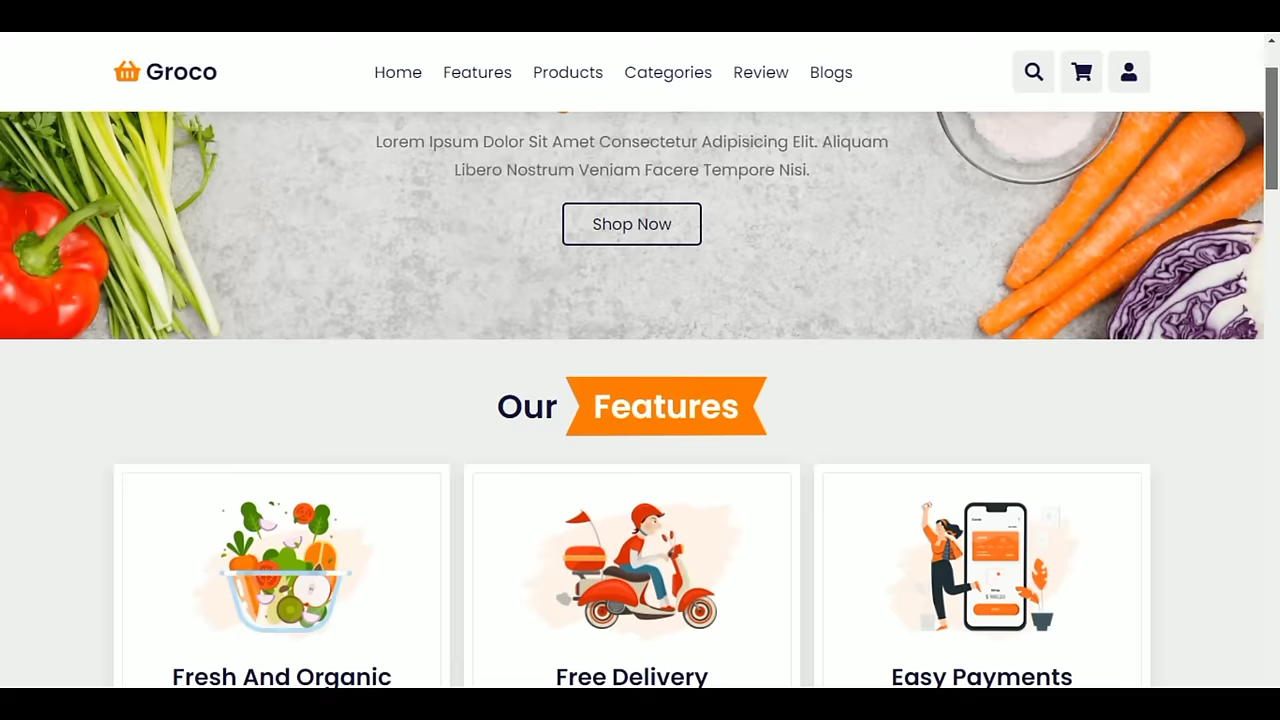 Groco
Home Features Products Categories Review Blogs
Lorem Ipsum Dolor Sit Amet Consectetur Adipisicing Elit. Aliquam
Libero Nostrum Veniam Facere Tempore Nisi.
Shop Now
Our Features
Fresh And Organic
Free Delivery
Easy Payments